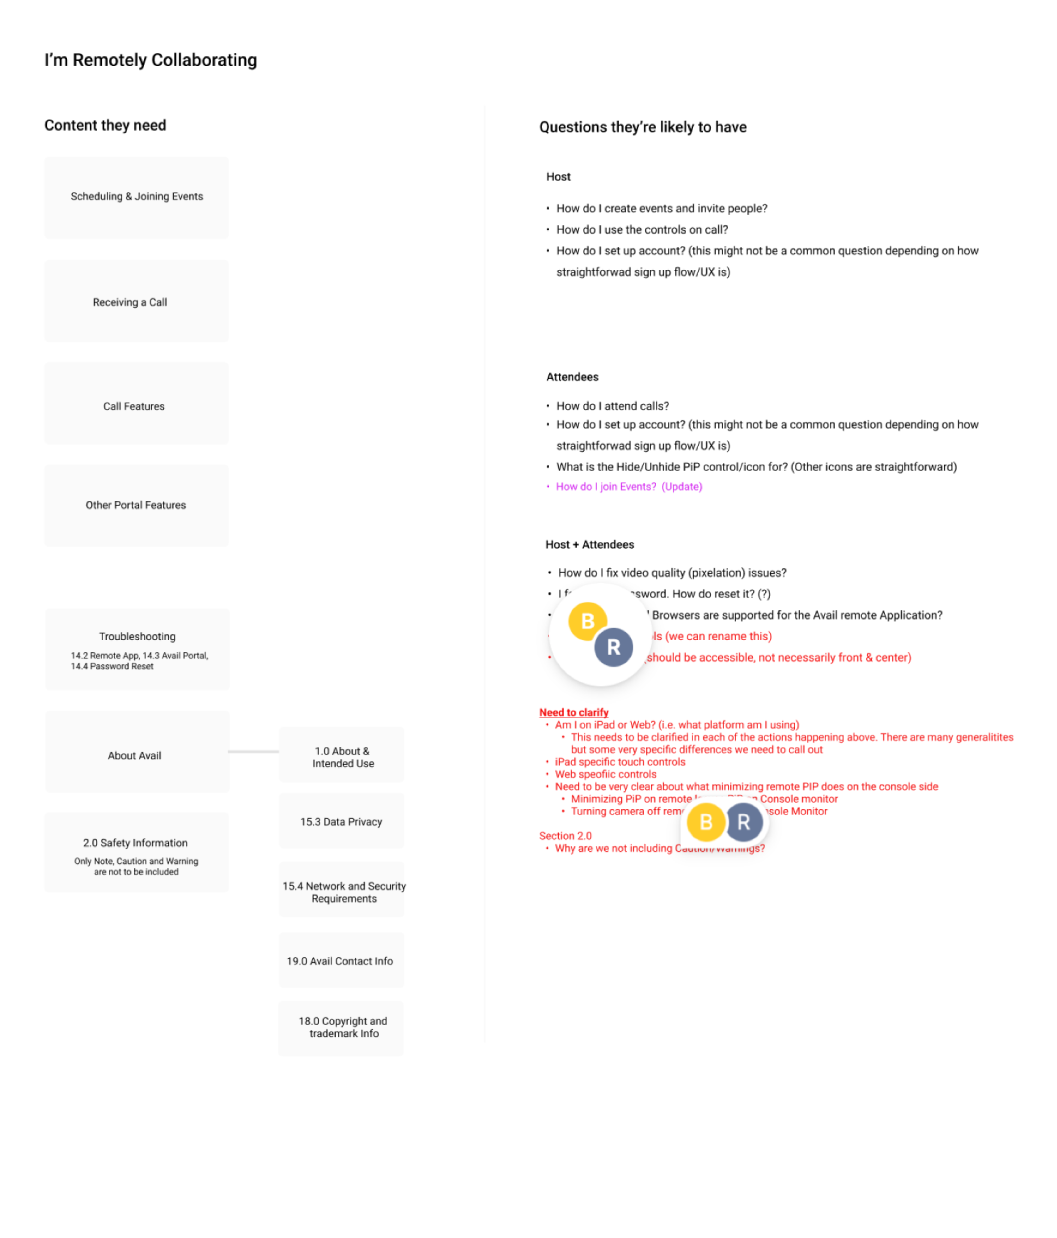 I'm Remotely Collaborating
Content they need
Scheduling & Joining Events
Receiving a Call
Call Features
Other Portal Features
Troubleshooting
14.2 Remote App, 14.3 Avail Portal,
14.4 Password Reset
About Avail
2.0 Safety Information
Only Note, Caution and Warning
are not to be included
1.0 About &
Intended Use
15.3 Data Privacy
15.4 Network and Security
Requirements
19.0 Avail Contact Info
18.0 Copyright and
trademark Info
Questions they're likely to have
Host
• How do I create events and invite people?
• How do I use the controls on call?
• How do I set up account? (this might not be a common question depending on how
straightforwad sign up flow/UX is)
Attendees
• How do I attend calls?
• How do I set up account? (this might not be a common question depending on how
straightforwad sign up flow/UX is)
• What is the Hide/Unhide PiP control/icon for? (Other icons are straightforward)
• How do I join Events? (Update)
Host + Attendees
• How do I fix video quality (pixelation) issues?
• I How do reset it? (?)
• Browsers are supported for the Avail remote Application?
• (we can rename this)
• (should be accessible, not necessarily front & center)
B
R
Need to clarify
• Am I on iPad or Web? (i.e. what platform am I using)
• This needs to be clarified in each of the actions happening above. There are many generalitites
but some very specific differences we need to call out
• iPad specific touch controls
• Web speofiic controls
• Need to be very clear about what minimizing remote PIP does on the console side
• Minimizing PiP on remote Console monitor
• Turning camera off Monitor
B R
Section 2.0
• Why are we not including Caution/Warnings?